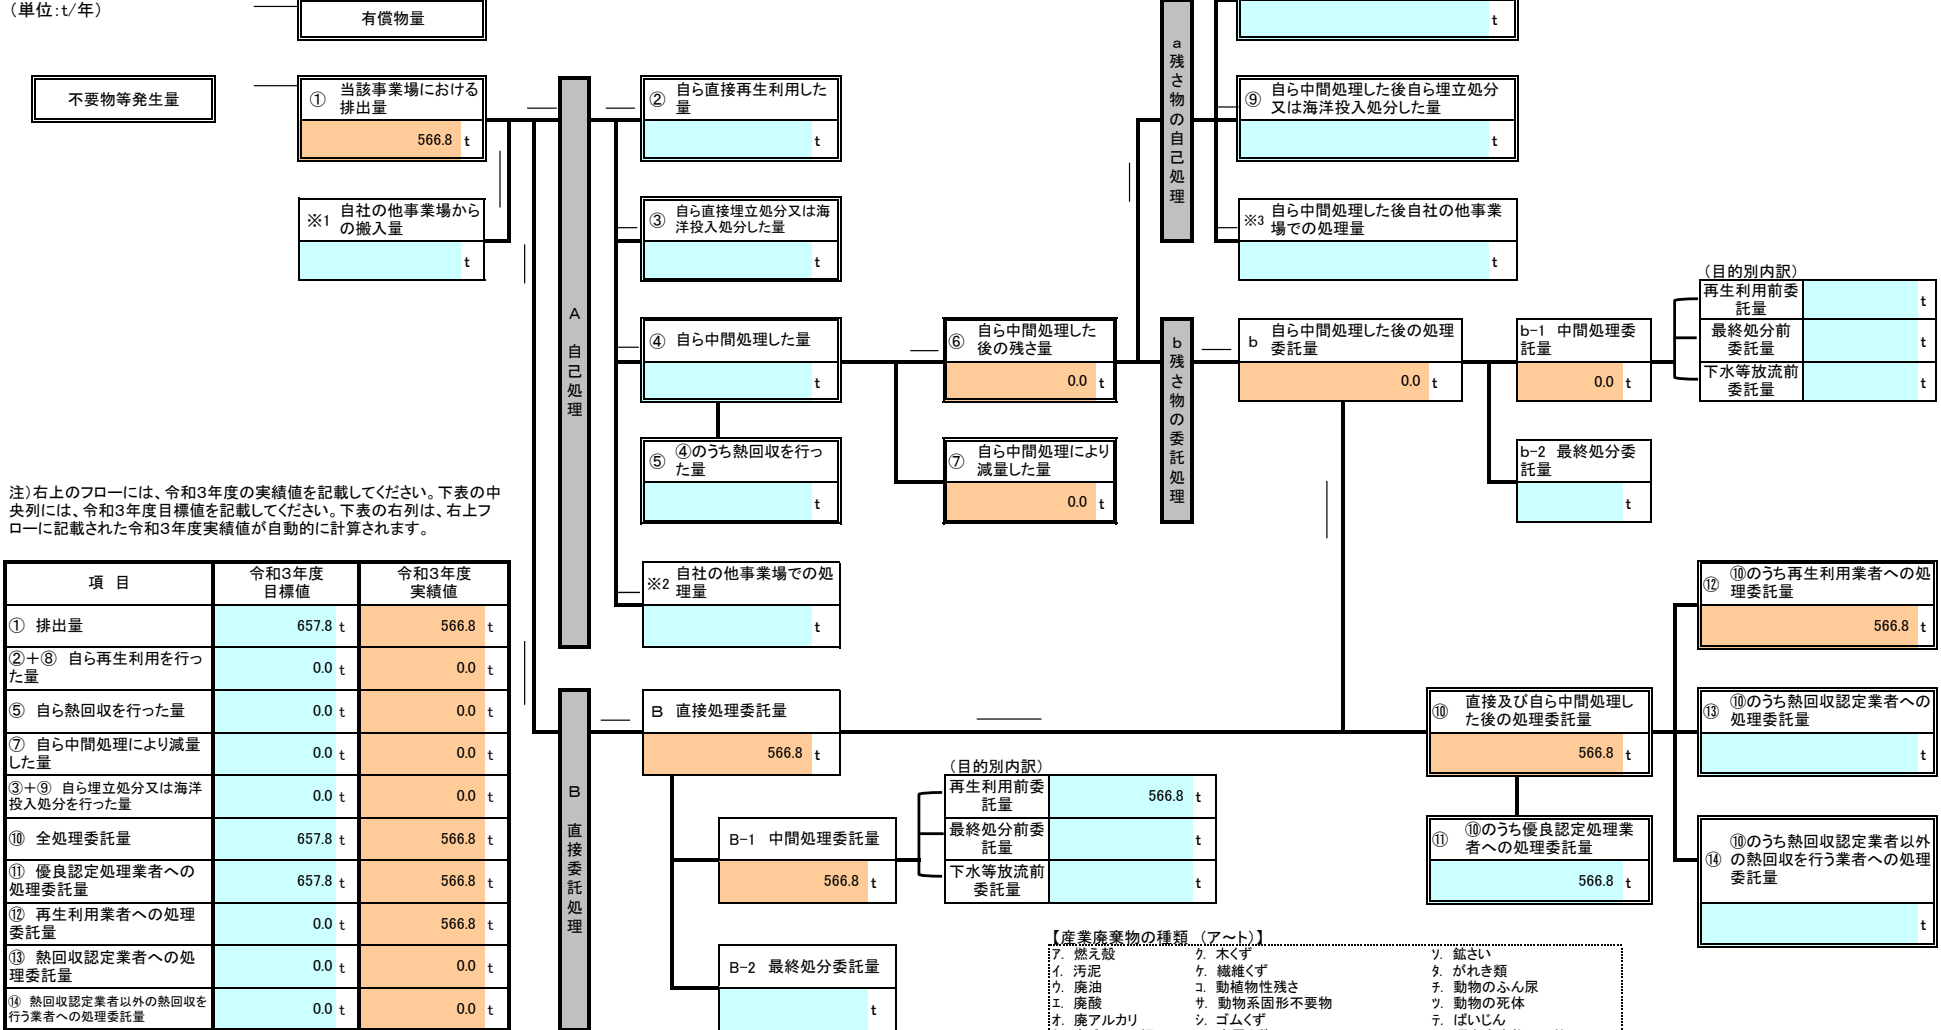 （単位：t/年）
有償物量
t
不要物等発生量
① 当該事業場における
排出量
566.8 t
※1 自社の他事業場から
の搬入量
t
A 自己処理
② 自ら直接再生利用した
量
t
③ 自ら直接埋立処分又は海
洋投入処分した量
t
④ 自ら中間処理した量
t
⑤ ④のうち熱回収を行っ
た量
t
※2 自社の他事業場での処
理量
t
⑥ 自ら中間処理した
後の残さ量
0.0 t
⑦ 自ら中間処理により
減量した量
0.0 t
a 残さ物の自己処理
⑨ 自ら中間処理した後自ら埋立処分
又は海洋投入処分した量
t
※3 自ら中間処理した後自社の他事業
場での処理量
t
b 残さ物の委託処理
b 自ら中間処理した後の処理
委託量
0.0 t
b-1 中間処理委
託量
0.0 t
b-2 最終処分委
託量
t
（目的別内訳）
再生利用前委
託量
t
最終処分前
委託量
t
下水等放流前
委託量
t
注）右上のフローには、令和3年度の実績値を記載してください。下表の中
央列には、令和3年度目標値を記載してください。下表の右列は、右上フ
ローに記載された令和3年度実績値が自動的に計算されます。
項 目 令和3年度
目標値 令和3年度
実績値
① 排出量 657.8 t 566.8 t
②＋⑧ 自ら再生利用を行っ
た量 0.0 t 0.0 t
⑤ 自ら熱回収を行った量 0.0 t 0.0 t
⑦ 自ら中間処理により減量
した量 0.0 t 0.0 t
③＋⑨ 自ら埋立処分又は海洋
投入処分を行った量 0.0 t 0.0 t
⑩ 全処理委託量 657.8 t 566.8 t
⑪ 優良認定処理業者への
処理委託量 657.8 t 566.8 t
⑫ 再生利用業者への処理
委託量 0.0 t 566.8 t
⑬ 熱回収認定業者への処
理委託量 0.0 t 0.0 t
⑭ 熱回収認定業者以外の熱回収を
行う業者への処理委託量 0.0 t 0.0 t
B 直接委託処理
B 直接処理委託量
566.8 t
B-1 中間処理委託量
566.8 t
B-2 最終処分委託量
t
（目的別内訳）
再生利用前委
託量
566.8 t
最終処分前委
託量
t
下水等放流前
委託量
t
⑩ 直接及び自ら中間処理し
た後の処理委託量
566.8 t
⑪ ⑩のうち優良認定処理業
者への処理委託量
566.8 t
⑫ ⑩のうち再生利用業者への処
理委託量
566.8 t
⑬ ⑩のうち熱回収認定業者への
処理委託量
t
⑭ ⑩のうち熱回収認定業者以外
の熱回収を行う業者への処理
委託量
t
【産業廃棄物の種類 （ア～ト）】
ア. 燃え殻 ク. 木くず ソ. 鉱さい
イ. 汚泥 ケ. 繊維くず タ. がれき類
ウ. 廃油 コ. 動植物性残さ チ. 動物のふん尿
エ. 廃酸 サ. 動物系固形不要物 ツ. 動物の死体
オ. 廃アルカリ シ. ゴムくず テ. ばいじん